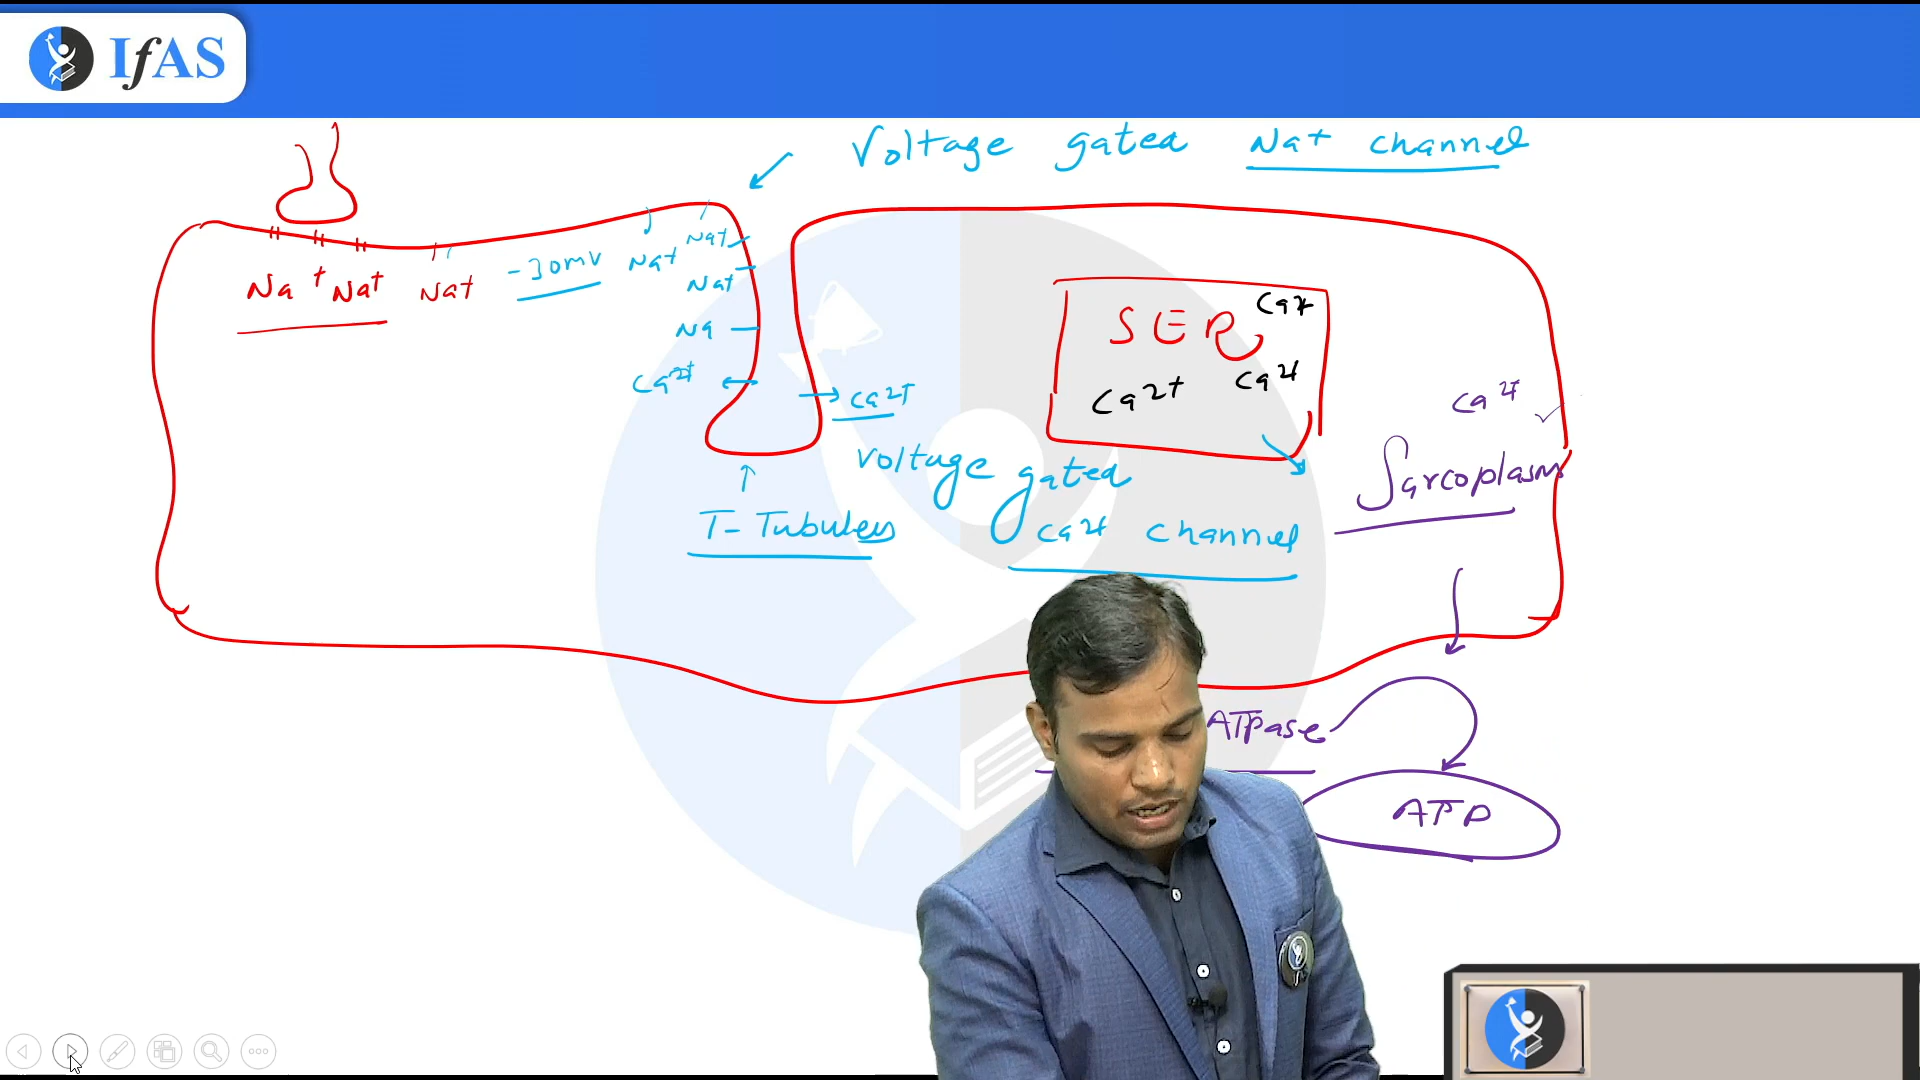 IfAS
Voltage gated Na+ channel
Na+ Na+ Na+ -30mv Na+ Na+
Na+
Na
Ca2+
Ca2+
SER Ca2+
Ca2+ Ca2+
Ca2+
Sarcoplasm
Voltage gated
Ca2+ channel
T-Tubules
ATPase
ATP